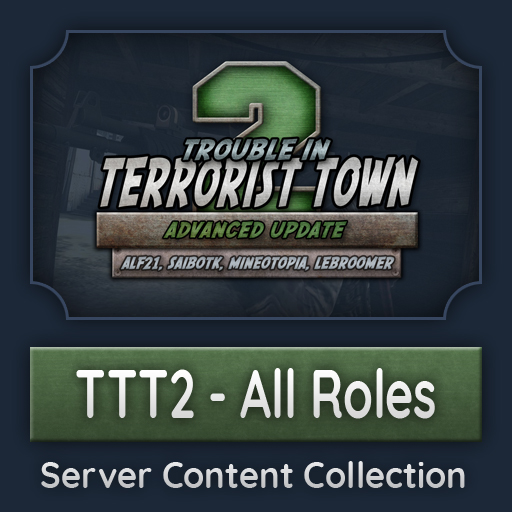 2
TROUBLE IN
TERRORIST TOWN
ADVANCED UPDATE
ALF21, SAIBOTK, MINEOTOPIA, LEBROOMER
TTT2 - All Roles
Server Content Collection